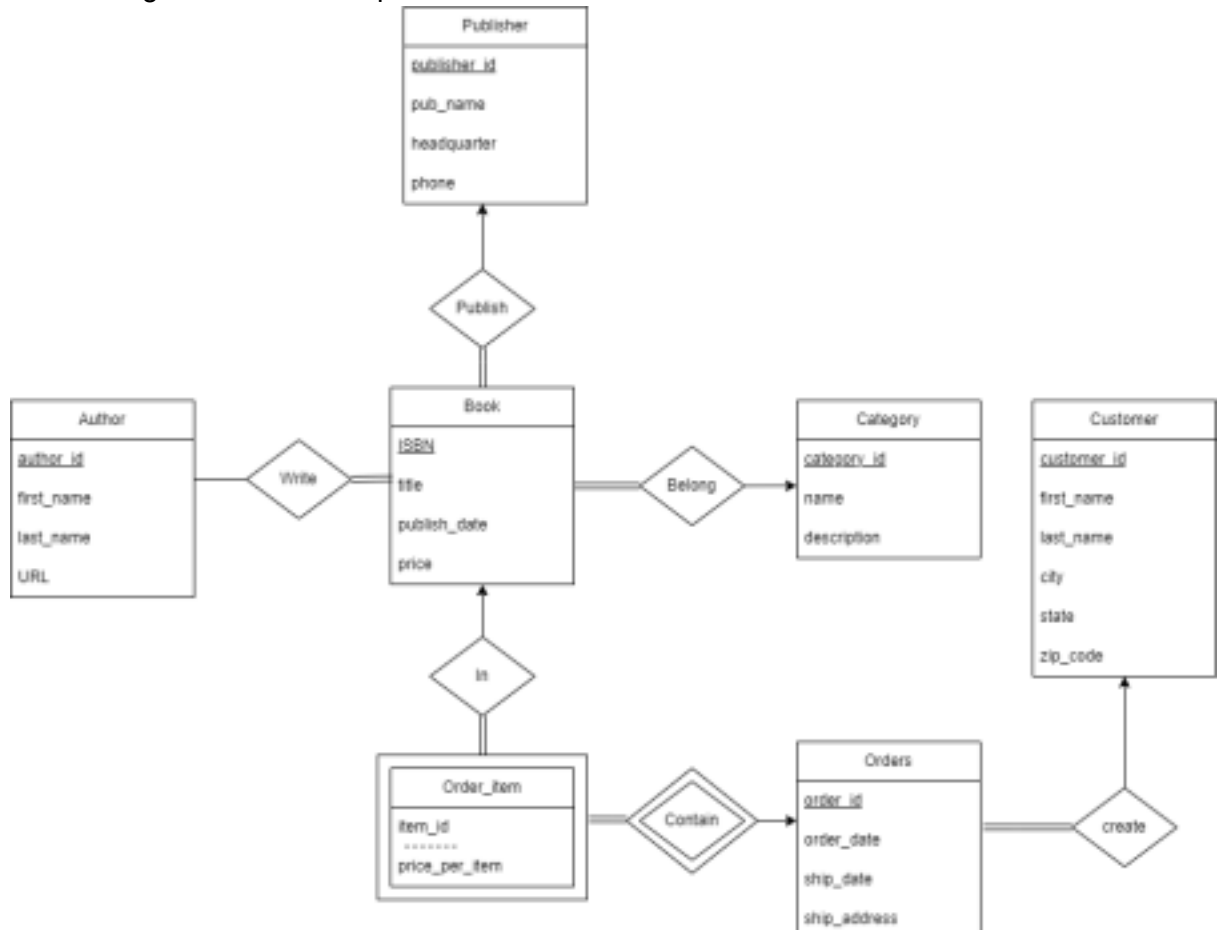 Publisher
publisher_id
pub_name
headquarter
phone
Publish
Author
author_id
first_name
last_name
URL
Write
Book
ISBN
title
publish_date
price
Belong
Category
category_id
name
description
Customer
customer_id
first_name
last_name
city
state
zip_code
In
Order_item
item_id
price_per_item
Contain
Orders
order_id
order_date
ship_date
ship_address
create